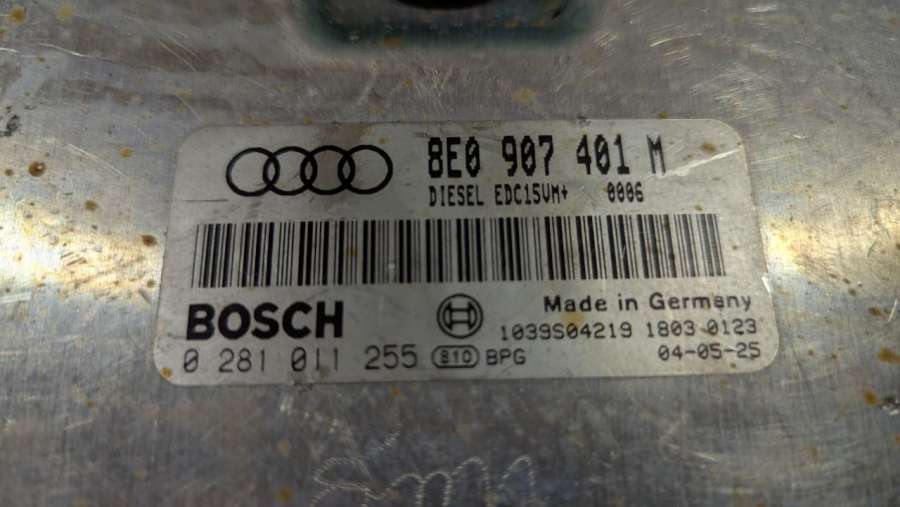 8E0 907 401 M
DIESEL EDC15VM+ 0006
BOSCH
Made in Germany
1039S04219 1803 0123
0 281 011 255 810 BPG
04-05-25